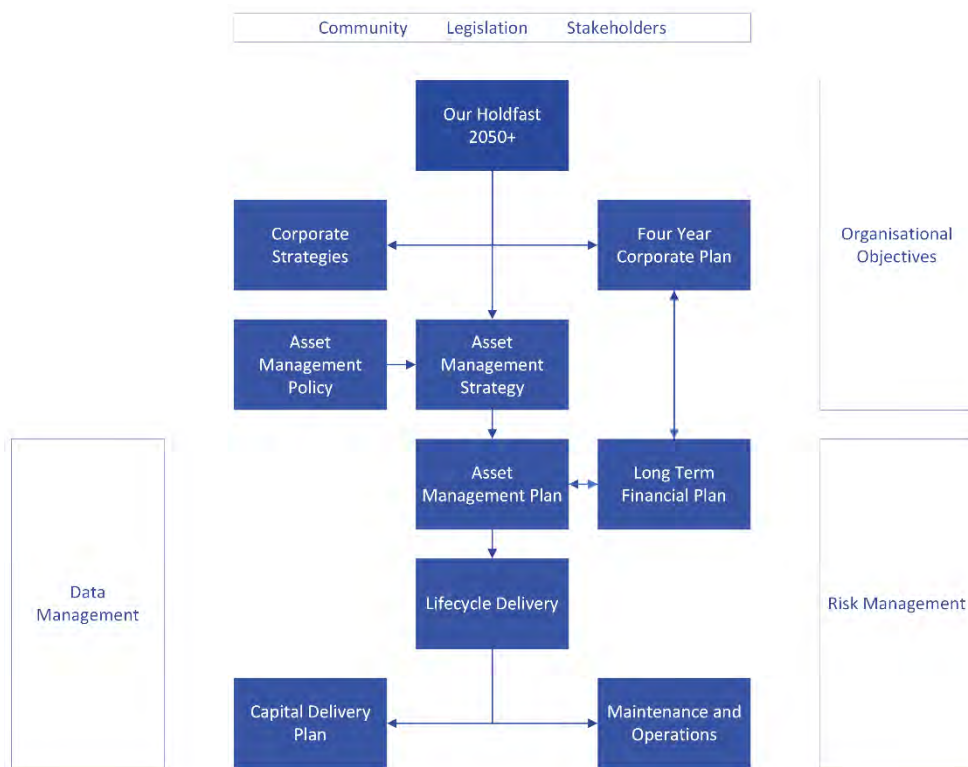 Community Legislation Stakeholders
Our Holdfast
2050+
Corporate
Strategies
Four Year
Corporate Plan
Organisational
Objectives
Asset
Management
Policy
Asset
Management
Strategy
Asset
Management Plan
Long Term
Financial Plan
Data
Management
Lifecycle Delivery
Risk Management
Capital Delivery
Plan
Maintenance and
Operations